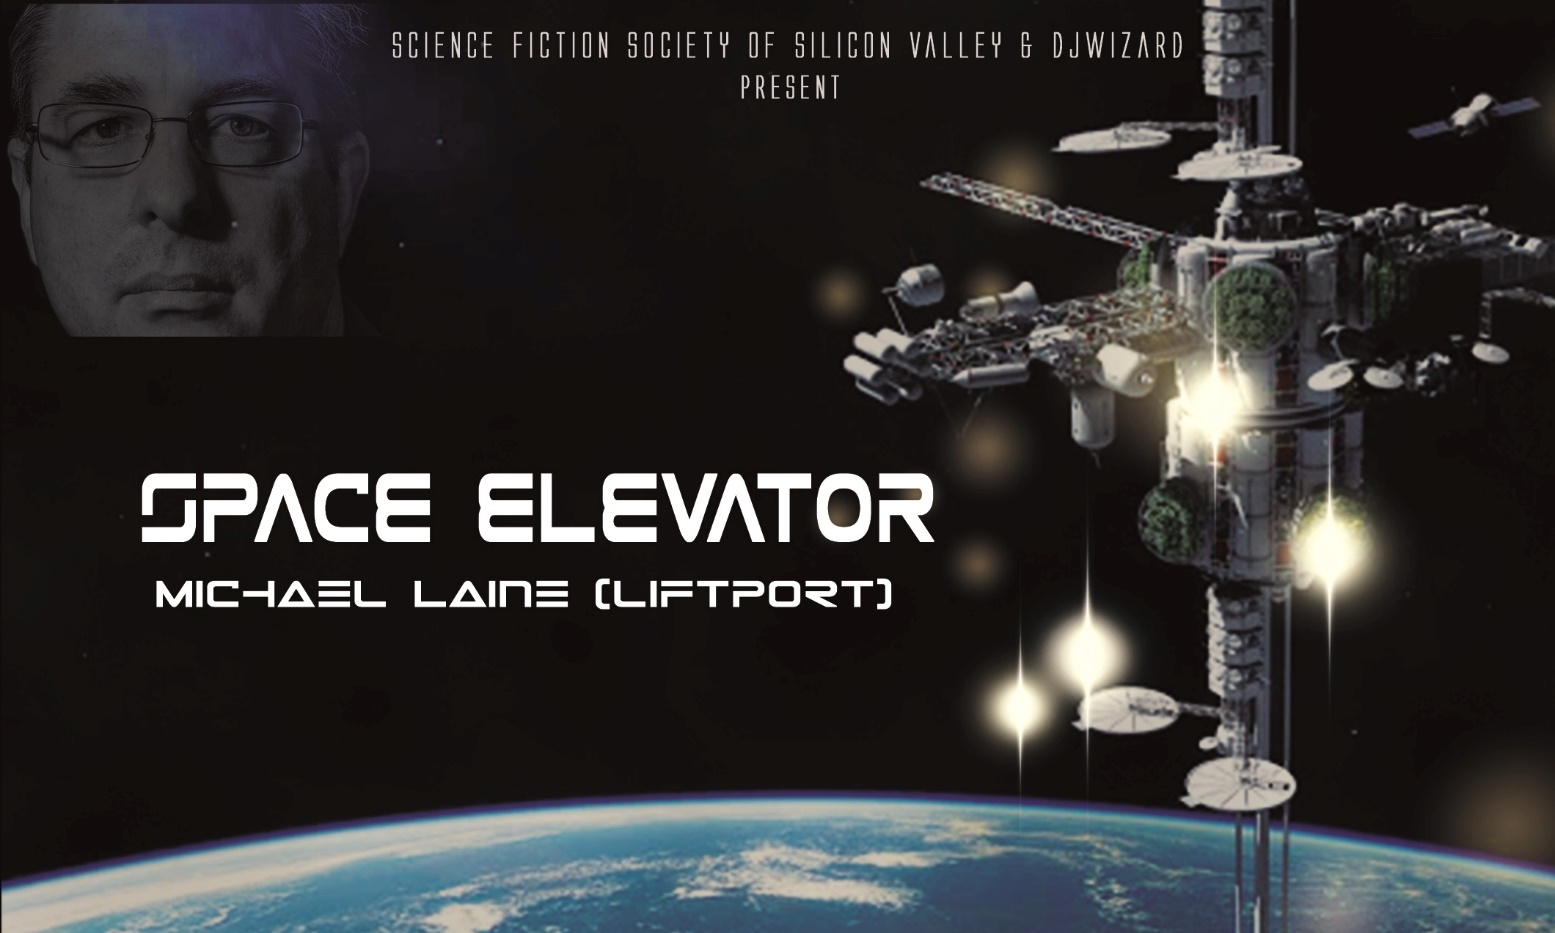 SCIENCE FICTION SOCIETY OF SILICON VALLEY & DJWIZARD
PRESENT
SPACE ELEVATOR
MICHAEL LAINE (LIFTPORT)